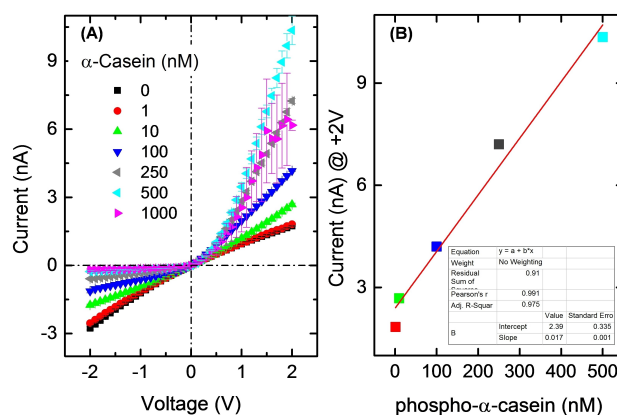 (A)
α-Casein (nM)
0
1
10
100
250
500
1000
Current (nA)
9
6
3
0
-3
-2 -1 0 1 2
Voltage (V)
(B)
Current (nA) @ +2V
9
6
3
Equation y = a + b*x
Weight No Weighting
Residual 0.91
Sum of
Pearson's r 0.991
Adj. R-Squar 0.975
Value Standard Erro
B Intercept 2.39 0.335
Slope 0.017 0.001
0 100 200 300 400 500
phospho-α-casein (nM)